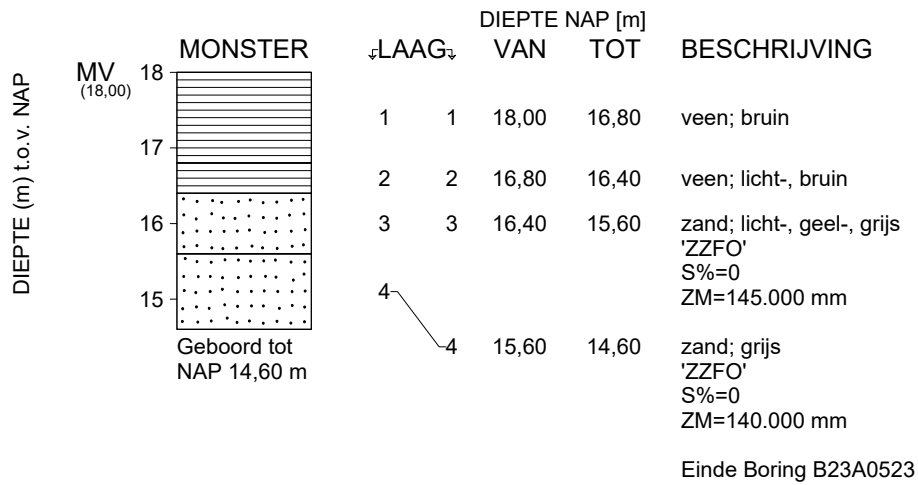 DIEPTE NAP [m]
MONSTER LAAG VAN TOT BESCHRIJVING
DIEPTE (m) t.o.v. NAP
MV 18
(18,00)
1 1 18,00 16,80 veen; bruin
17
2 2 16,80 16,40 veen; licht-, bruin
16 3 3 16,40 15,60 zand; licht-, geel-, grijs
'ZZFO'
S%=0
15 4 ZM=145.000 mm
Geboord tot 4 15,60 14,60 zand; grijs
NAP 14,60 m 'ZZFO'
S%=0
ZM=140.000 mm
Einde Boring B23A0523